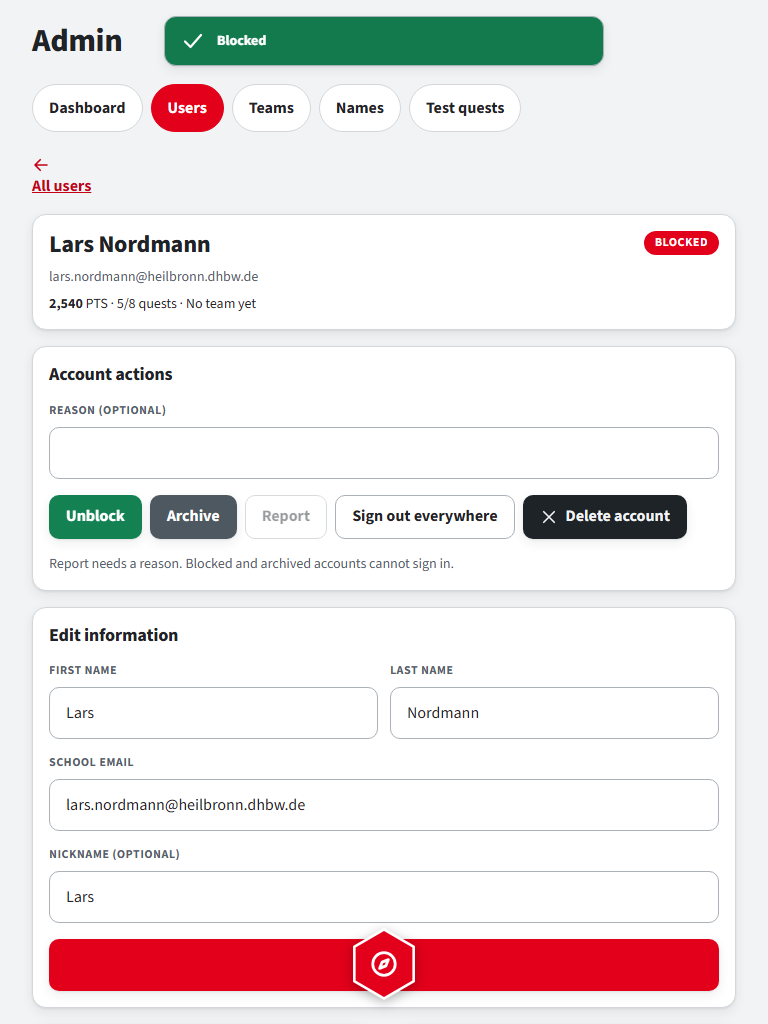 Admin
Blocked
Dashboard
Users
Teams
Names
Test quests
All users
Lars Nordmann
BLOCKED
lars.nordmann@heilbronn.dhbw.de
2,540 PTS · 5/8 quests · No team yet
Account actions
REASON (OPTIONAL)
Unblock
Archive
Report
Sign out everywhere
Delete account
Report needs a reason. Blocked and archived accounts cannot sign in.
Edit information
FIRST NAME
LAST NAME
Lars
Nordmann
SCHOOL EMAIL
lars.nordmann@heilbronn.dhbw.de
NICKNAME (OPTIONAL)
Lars